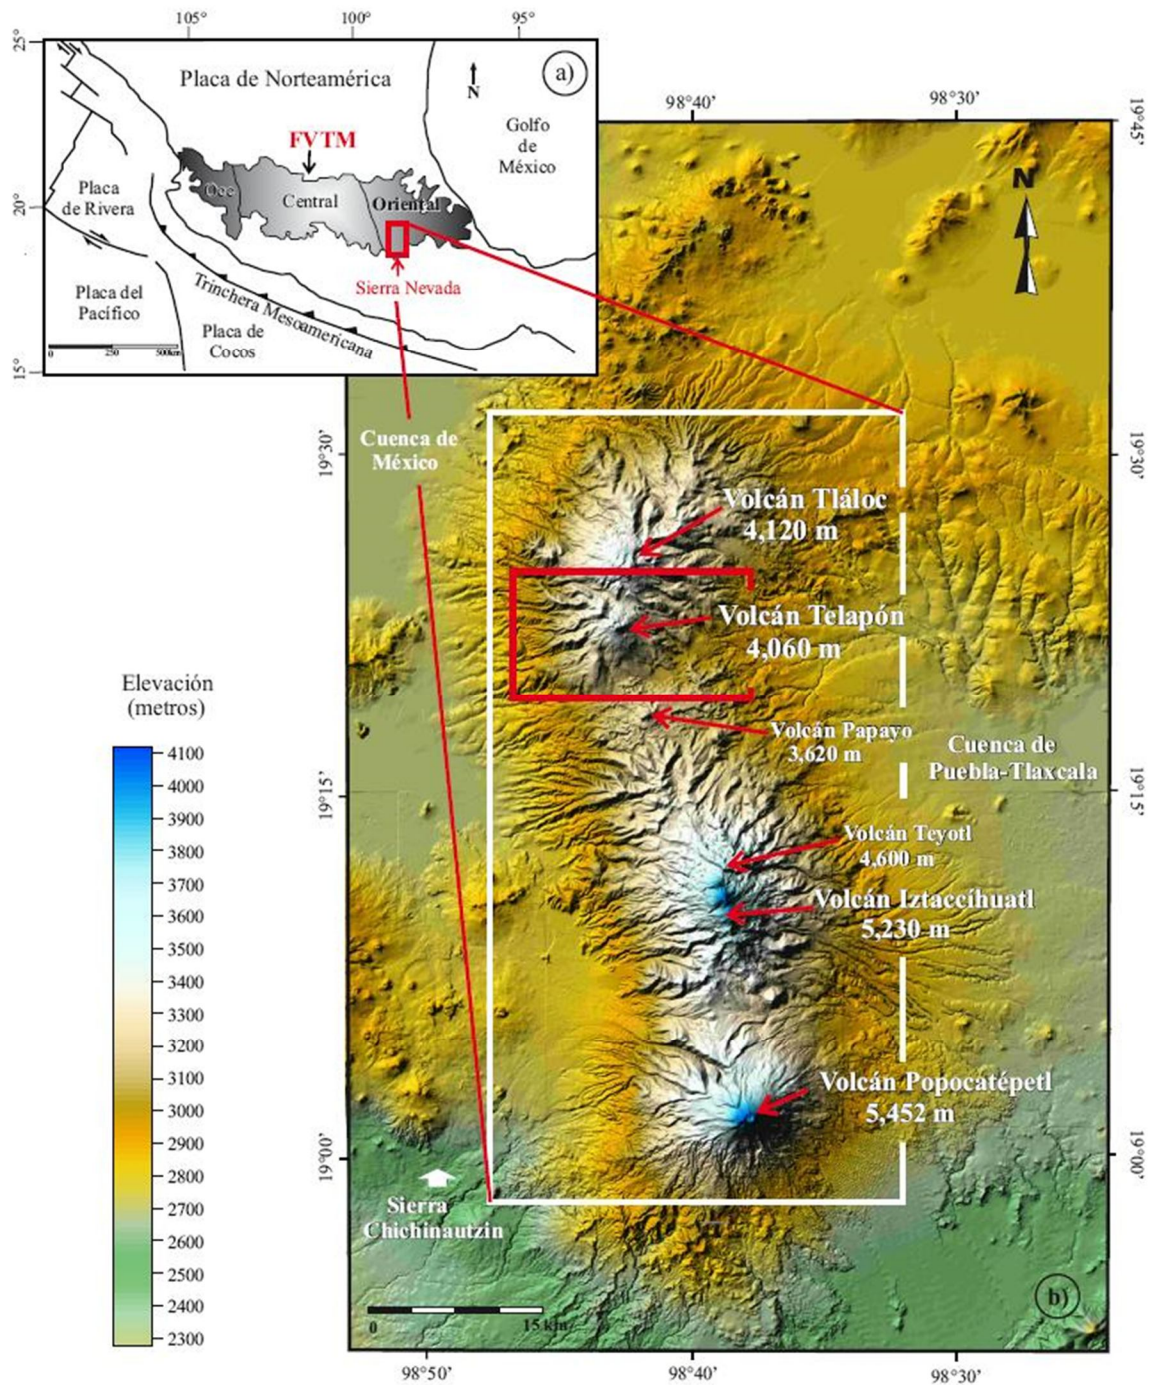 105°
100°
95°
25°
20°
15°
Placa de Norteamérica
a)
N
Golfo
de
México
FVTM
Placa
de Rivera
Occ
Central
Oriental
Sierra Nevada
Placa del
Pacífico
Trinchera Mesoamericana
Placa de
Cocos
0
250
500km
98°40’
98°30’
19°45’
N
Cuenca de
México
19°30’
19°30’
Volcán Tláloc
4,120 m
Volcán Telapón
4,060 m
Volcán Papayo
3,620 m
Cuenca de
Puebla-Tlaxcala
19°15’
19°15’
Volcán Teyotl
4,600 m
Volcán Iztaccíhuatl
5,230 m
Volcán Popocatépetl
5,452 m
19°00’
19°00’
Sierra
Chichinautzin
b)
0
15 km
98°50’
98°40’
98°30’
Elevación
(metros)
4100
4000
3900
3800
3700
3600
3500
3400
3300
3200
3100
3000
2900
2800
2700
2600
2500
2400
2300